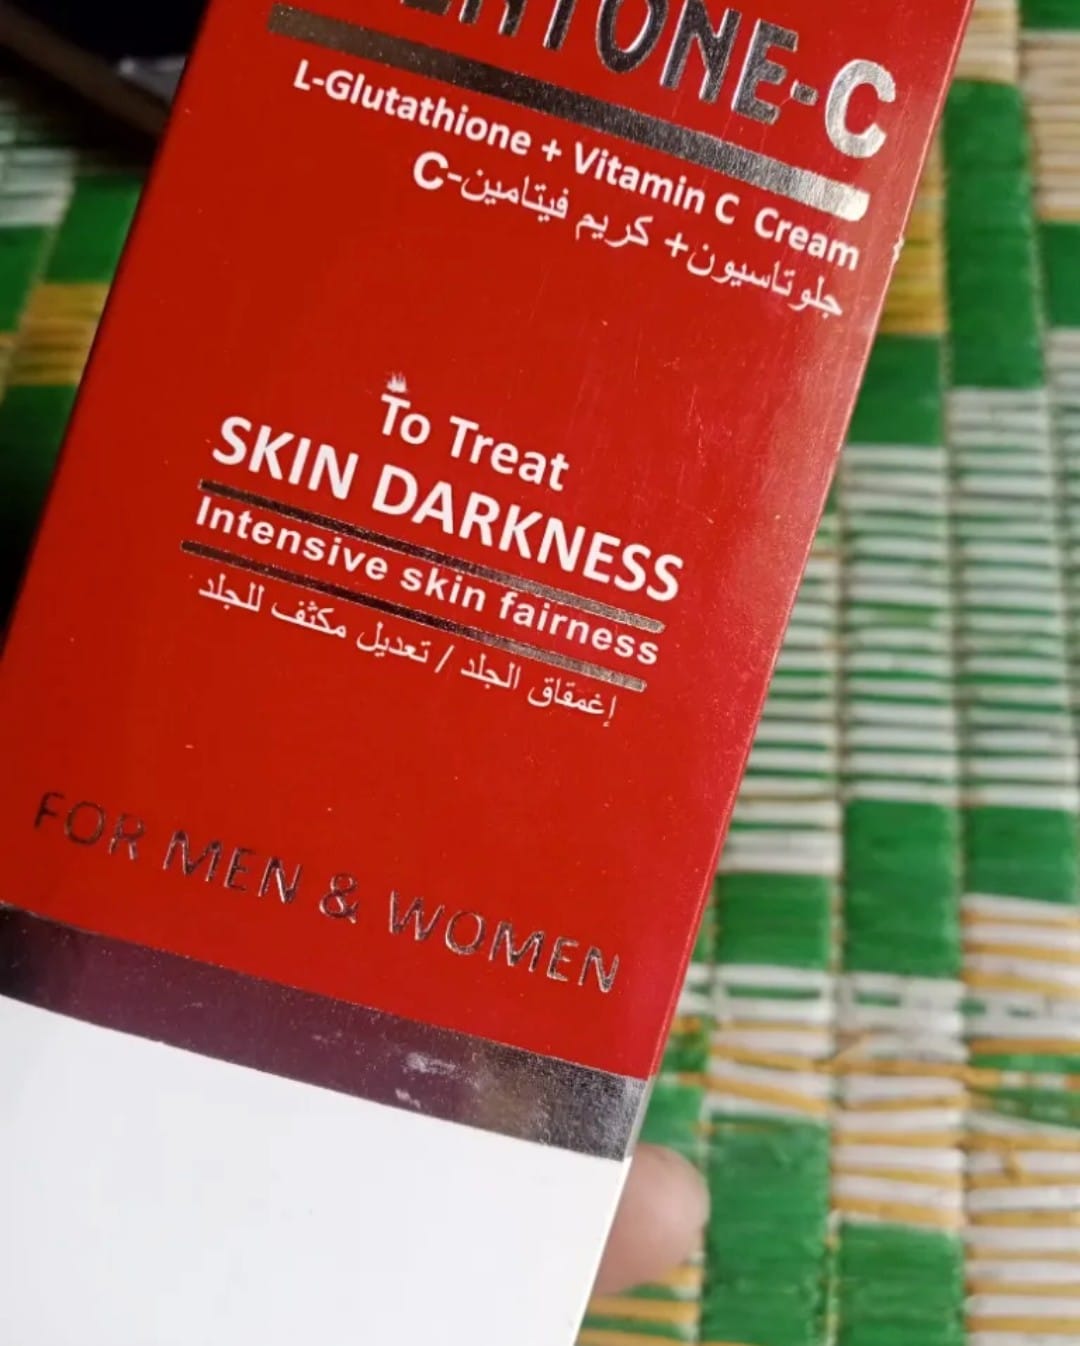 L-Glutathione + Vitamin C Cream
جلوتاسيون+ كريم فيتامين-C
To Treat
SKIN DARKNESS
Intensive skin fairness
إغمقاق الجلد / تعديل مكثف للجلد
FOR MEN & WOMEN